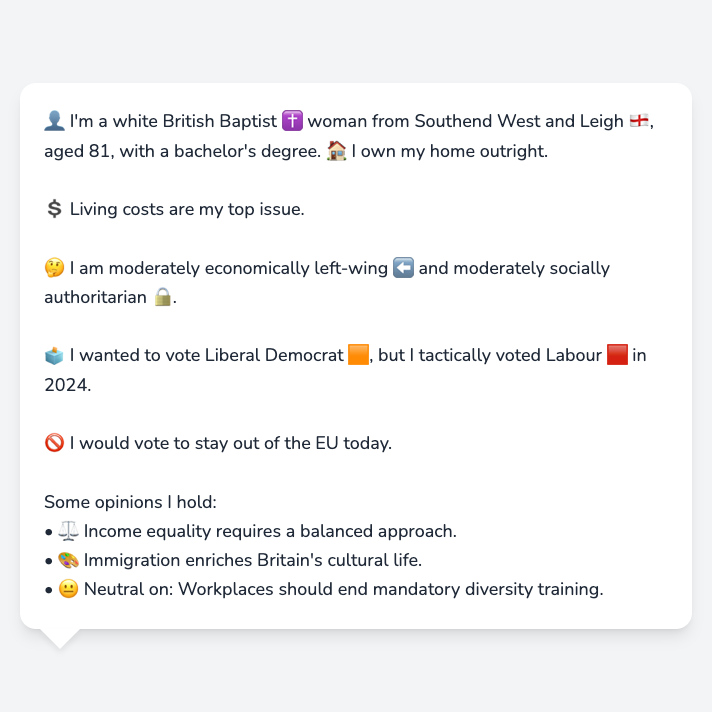 👤 I'm a white British Baptist ✝️ woman from Southend West and Leigh 🏴󠁧󠁢󠁥󠁮󠁧󠁿,
aged 81, with a bachelor's degree. 🏠 I own my home outright.
💲 Living costs are my top issue.
🤔 I am moderately economically left-wing ⬅️ and moderately socially
authoritarian 🔒.
🗳️ I wanted to vote Liberal Democrat 🟧, but I tactically voted Labour 🟥 in
2024.
🚫 I would vote to stay out of the EU today.
Some opinions I hold:
• ⚖️ Income equality requires a balanced approach.
• 🎨 Immigration enriches Britain's cultural life.
• 😐 Neutral on: Workplaces should end mandatory diversity training.